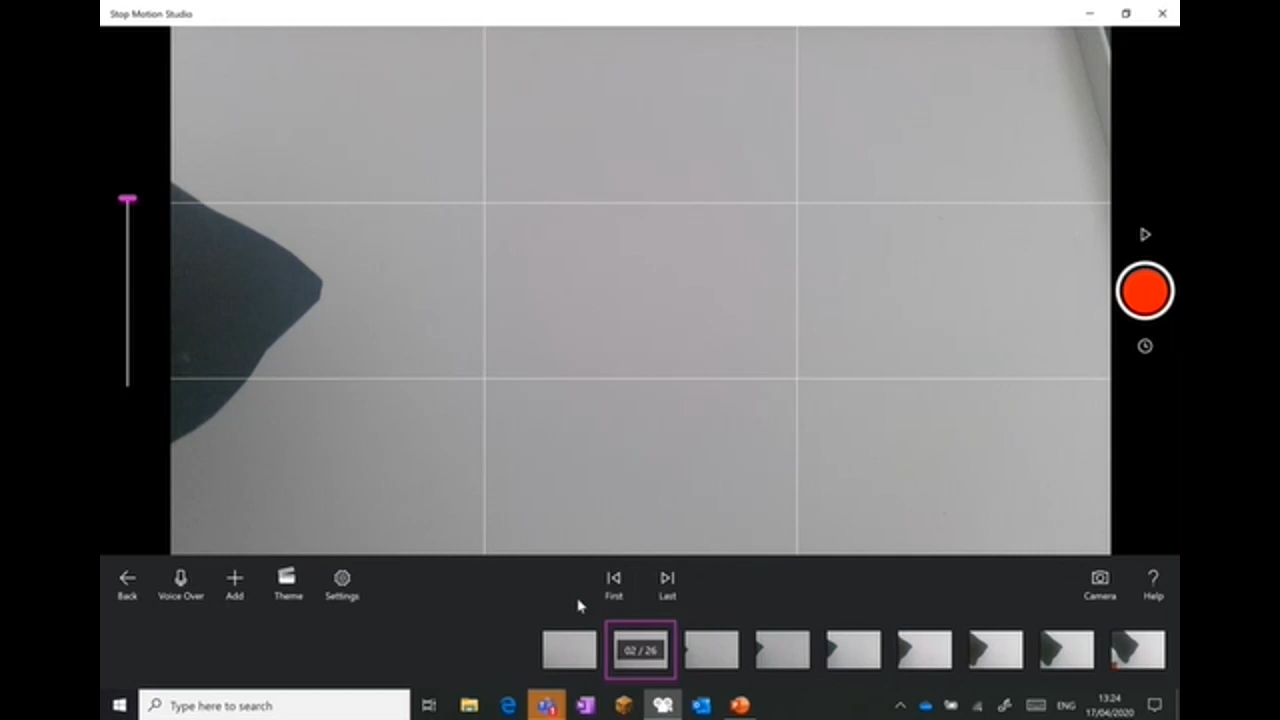 Stop Motion Studio
Back
Voice Over
Add
Theme
Settings
First
Last
Camera
Help
02 / 26
Type here to search
ENG
13:24
17/04/2020